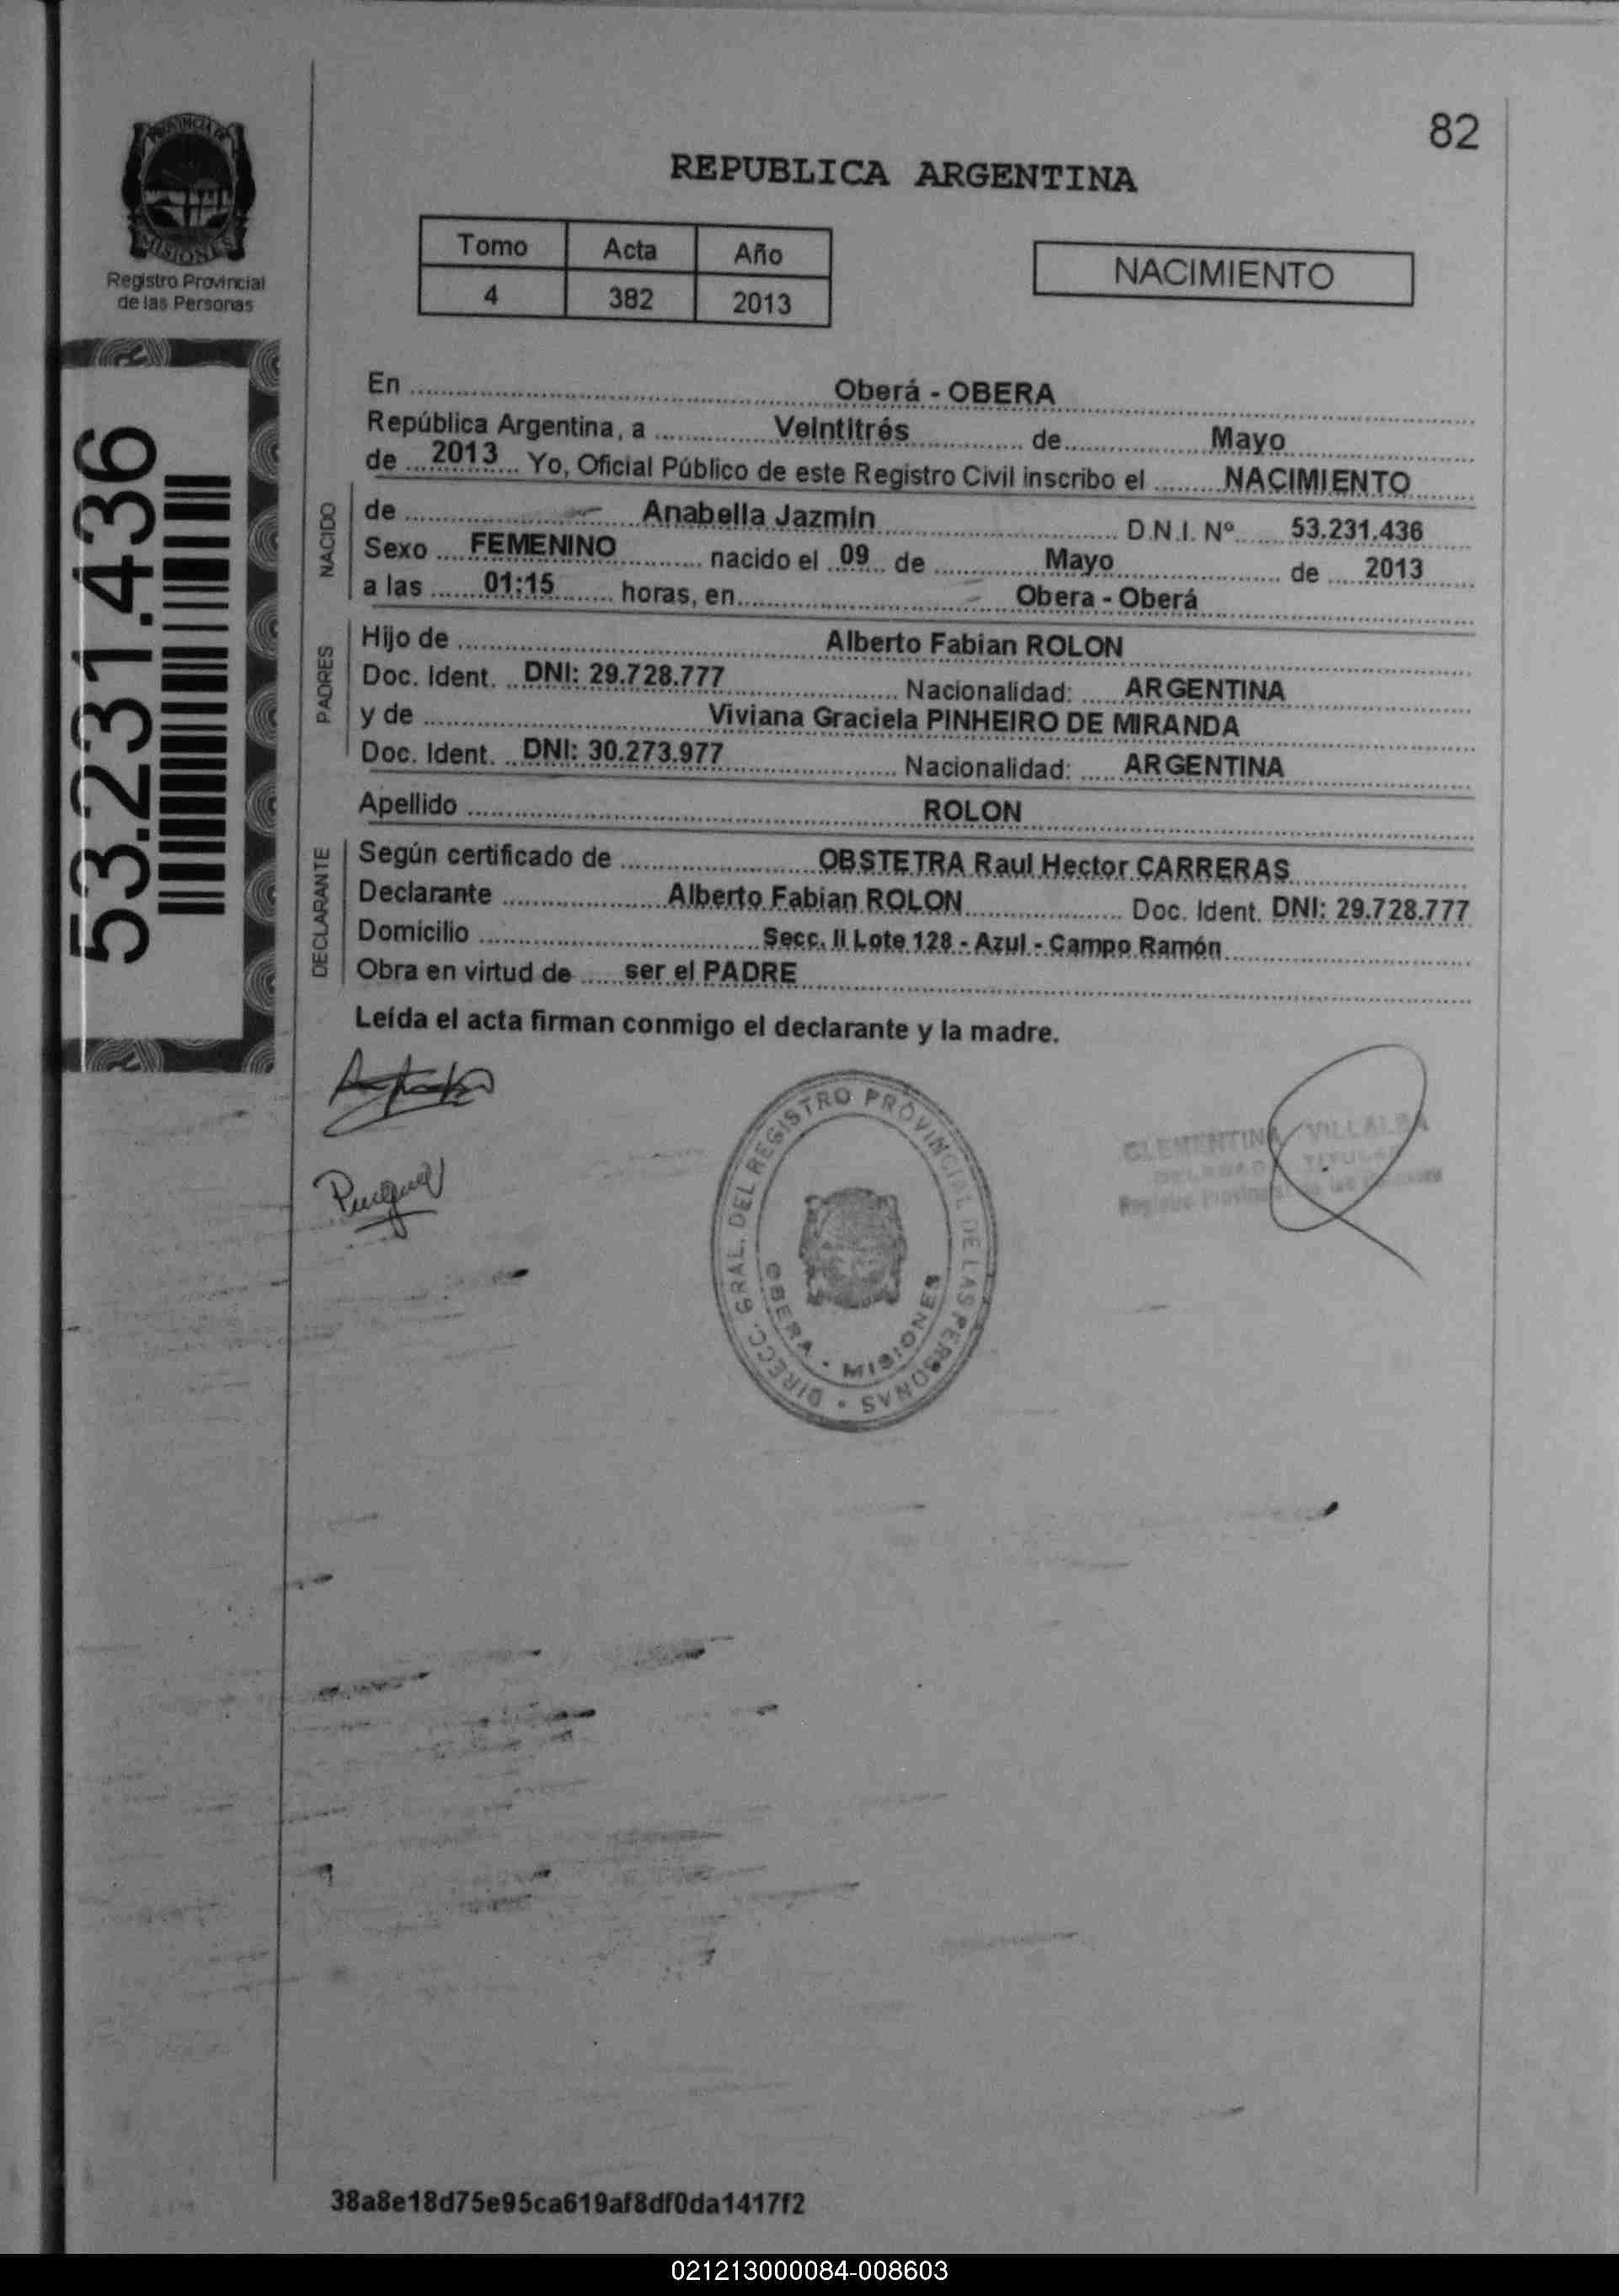 82
REPUBLICA ARGENTINA
PROVINCIA DE
MISIONES
Registro Provincial
de las Personas
Tomo Acta Año
4 382 2013
NACIMIENTO
53.231.436
En Oberá - OBERA
República Argentina, a Veintitrés de Mayo
de 2013 Yo, Oficial Público de este Registro Civil inscribo el NACIMIENTO
NACIDO
de Anabella Jazmin D.N.I. Nº 53.231.436
Sexo FEMENINO nacido el 09 de Mayo de 2013
a las 01:15 horas, en Obera - Oberá
PADRES
Hijo de Alberto Fabian ROLON
Doc. Ident. DNI: 29.728.777 Nacionalidad: ARGENTINA
y de Viviana Graciela PINHEIRO DE MIRANDA
Doc. Ident. DNI: 30.273.977 Nacionalidad: ARGENTINA
Apellido ROLON
DECLARANTE
Según certificado de OBSTETRA Raul Hector CARRERAS
Declarante Alberto Fabian ROLON Doc. Ident. DNI: 29.728.777
Domicilio Secc. II Lote 128 - Azul - Campo Ramón
Obra en virtud de ser el PADRE
Leída el acta firman conmigo el declarante y la madre.
DIRECC. GRAL. DEL REGISTRO PROVINCIAL DE LAS PERSONAS
OBERA - MISIONES
CLEMENTINA VILLALBA
38a8e18d75e95ca619af8df0da1417f2
021213000084-008603